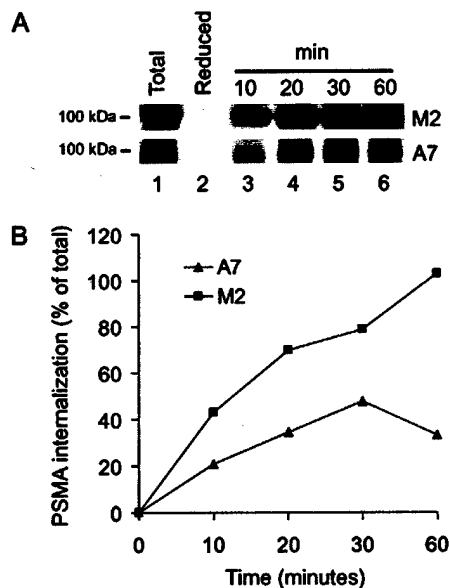 A
Total
Reduced
min
10 20 30 60
100 kDa – M2
100 kDa – A7
1 2 3 4 5 6
B
PSMA internalization (% of total)
120
100
80
60
40
20
0
A7
M2
0 10 20 30 60
Time (minutes)